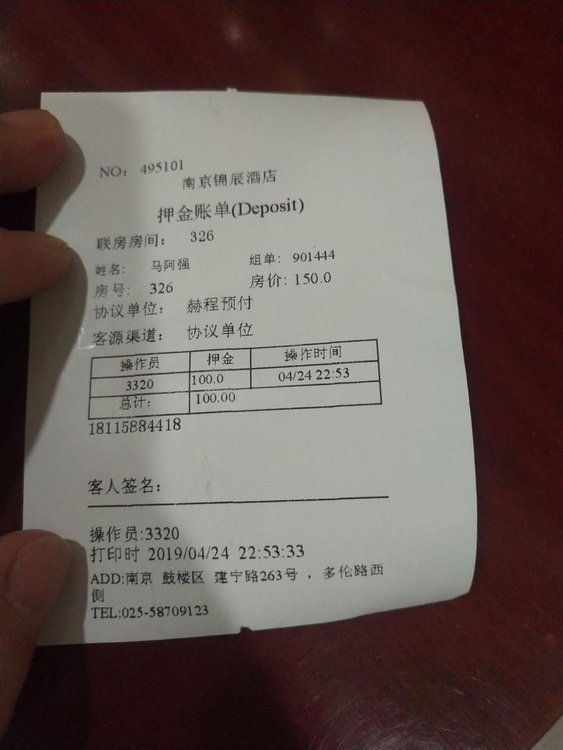 NO： 495101
南京锦辰酒店
押金账单(Deposit)
联房房间： 326
姓名: 马阿强 组单: 901444
房号: 326 房价: 150.0
协议单位： 赫程预付
客源渠道： 协议单位
操作员 押金 操作时间
3320 100.0 04/24 22:53
总计: 100.00
18115884418
客人签名:
操作员:3320
打印时 2019/04/24 22:53:33
ADD:南京 鼓楼区 建宁路263号 ，多伦路西
侧
TEL:025-58709123